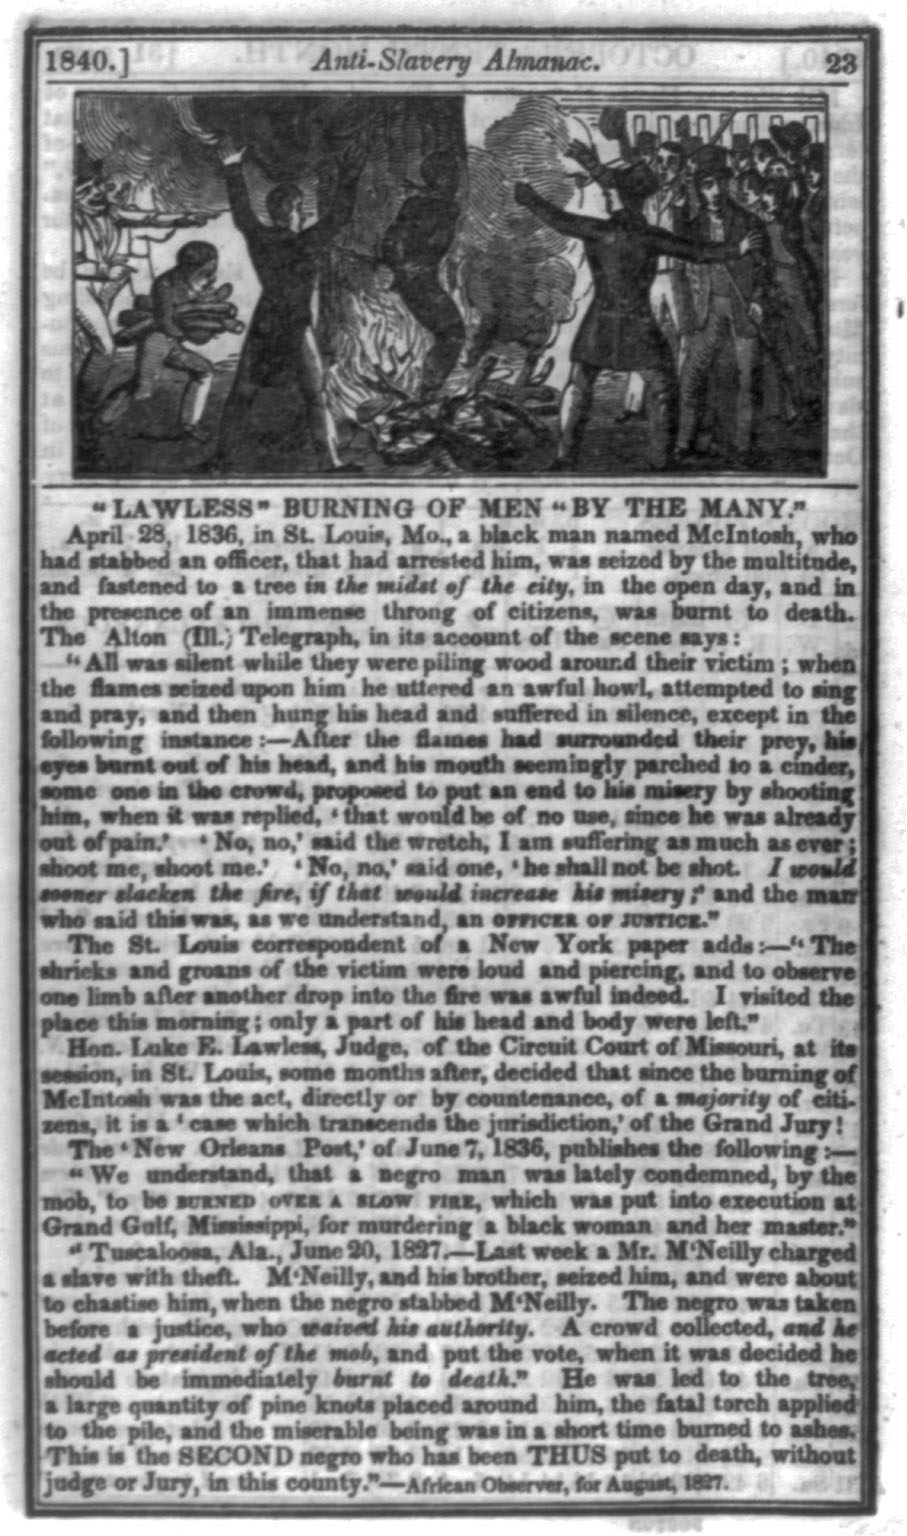 1840.] Anti-Slavery Almanac. 23
"LAWLESS" BURNING OF MEN "BY THE MANY."
April 28, 1836, in St. Louis, Mo., a black man named McIntosh, who
had stabbed an officer, that had arrested him, was seized by the multitude,
and fastened to a tree in the midst of the city, in the open day, and in
the presence of an immense throng of citizens, was burnt to death.
The Alton (Ill.) Telegraph, in its account of the scene says:
"All was silent while they were piling wood around their victim; when
the flames seized upon him he uttered an awful howl, attempted to sing
and pray, and then hung his head and suffered in silence, except in the
following instance:—After the flames had surrounded their prey, his
eyes burnt out of his head, and his mouth seemingly parched to a cinder,
some one in the crowd, proposed to put an end to his misery by shooting
him, when it was replied, 'that would be of no use, since he was already
out of pain.' 'No, no,' said the wretch, I am suffering as much as ever;
shoot me, shoot me.' 'No, no,' said one, 'he shall not be shot. I would
sooner slacken the fire, if that would increase his misery;' and the man
who said this was, as we understand, an OFFICER OF JUSTICE."
The St. Louis correspondent of a New York paper adds:—"The
shrieks and groans of the victim were loud and piercing, and to observe
one limb after another drop into the fire was awful indeed. I visited the
place this morning; only a part of his head and body were left."
Hon. Luke E. Lawless, Judge, of the Circuit Court of Missouri, at its
session, in St. Louis, some months after, decided that since the burning of
McIntosh was the act, directly or by countenance, of a majority of citi-
zens, it is a 'case which transcends the jurisdiction,' of the Grand Jury!
The 'New Orleans Post,' of June 7, 1836, publishes the following:—
"We understand, that a negro man was lately condemned, by the
mob, to be BURNED OVER A SLOW FIRE, which was put into execution at
Grand Gulf, Mississippi, for murdering a black woman and her master."
"Tuscaloosa, Ala., June 20, 1827.—Last week a Mr. M'Neilly charged
a slave with theft. M'Neilly, and his brother, seized him, and were about
to chastise him, when the negro stabbed M'Neilly. The negro was taken
before a justice, who waived his authority. A crowd collected, and he
acted as president of the mob, and put the vote, when it was decided he
should be immediately burnt to death." He was led to the tree,
a large quantity of pine knots placed around him, the fatal torch applied
to the pile, and the miserable being was in a short time burned to ashes.
This is the SECOND negro who has been THUS put to death, without
judge or Jury, in this county."—African Observer, for August, 1827.